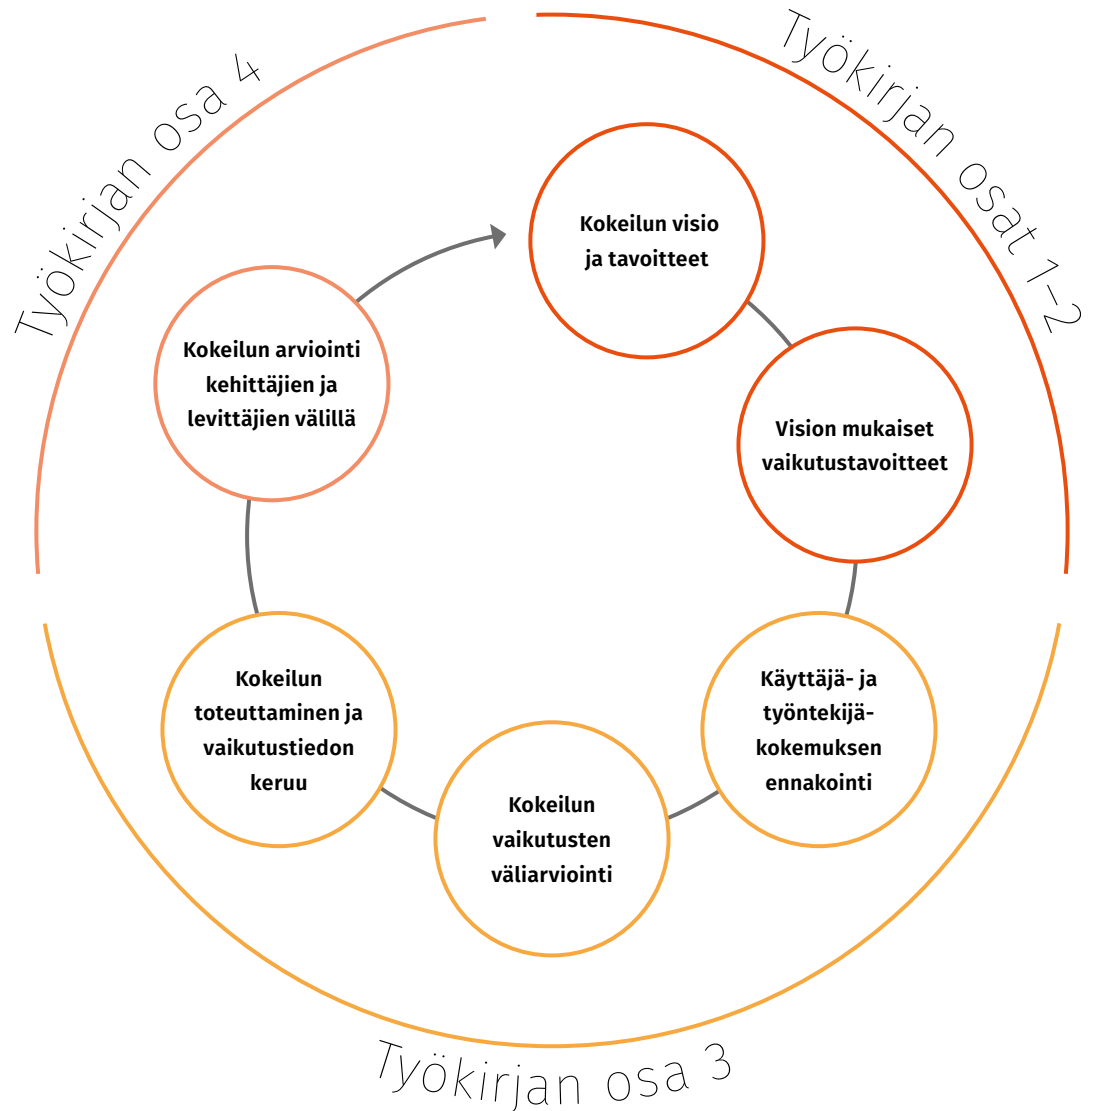 Työkirjan osat 1–2
Kokeilun visio
ja tavoitteet
Vision mukaiset
vaikutustavoitteet
Työkirjan osa 3
Käyttäjä- ja
työntekijä-
kokemuksen
ennakointi
Kokeilun
vaikutusten
väliarviointi
Kokeilun
toteuttaminen ja
vaikutustiedon
keruu
Työkirjan osa 4
Kokeilun arviointi
kehittäjien ja
levittäjien välillä